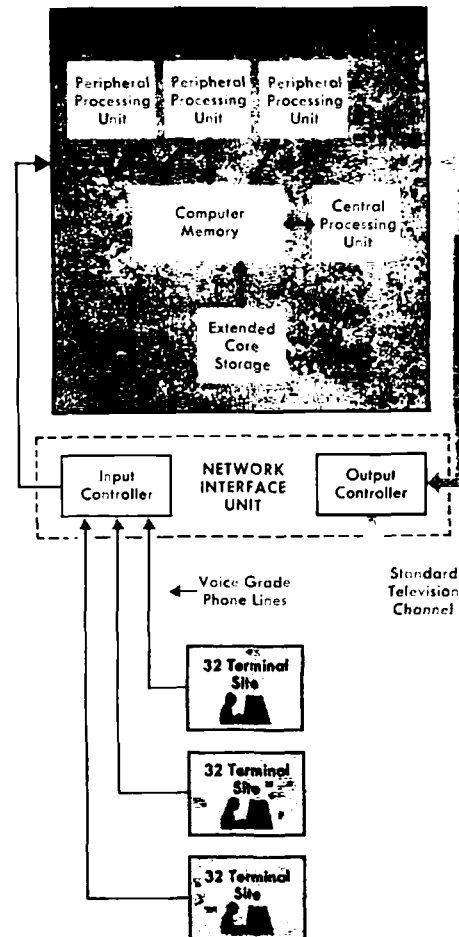 Peripheral
Processing
Unit
Peripheral
Processing
Unit
Peripheral
Processing
Unit
Computer
Memory
Central
Processing
Unit
Extended
Core
Storage
Input
Controller
NETWORK
INTERFACE
UNIT
Output
Controller
Voice Grade
Phone Lines
Standard
Television
Channel
32 Terminal
Site
32 Terminal
Site
32 Terminal
Site